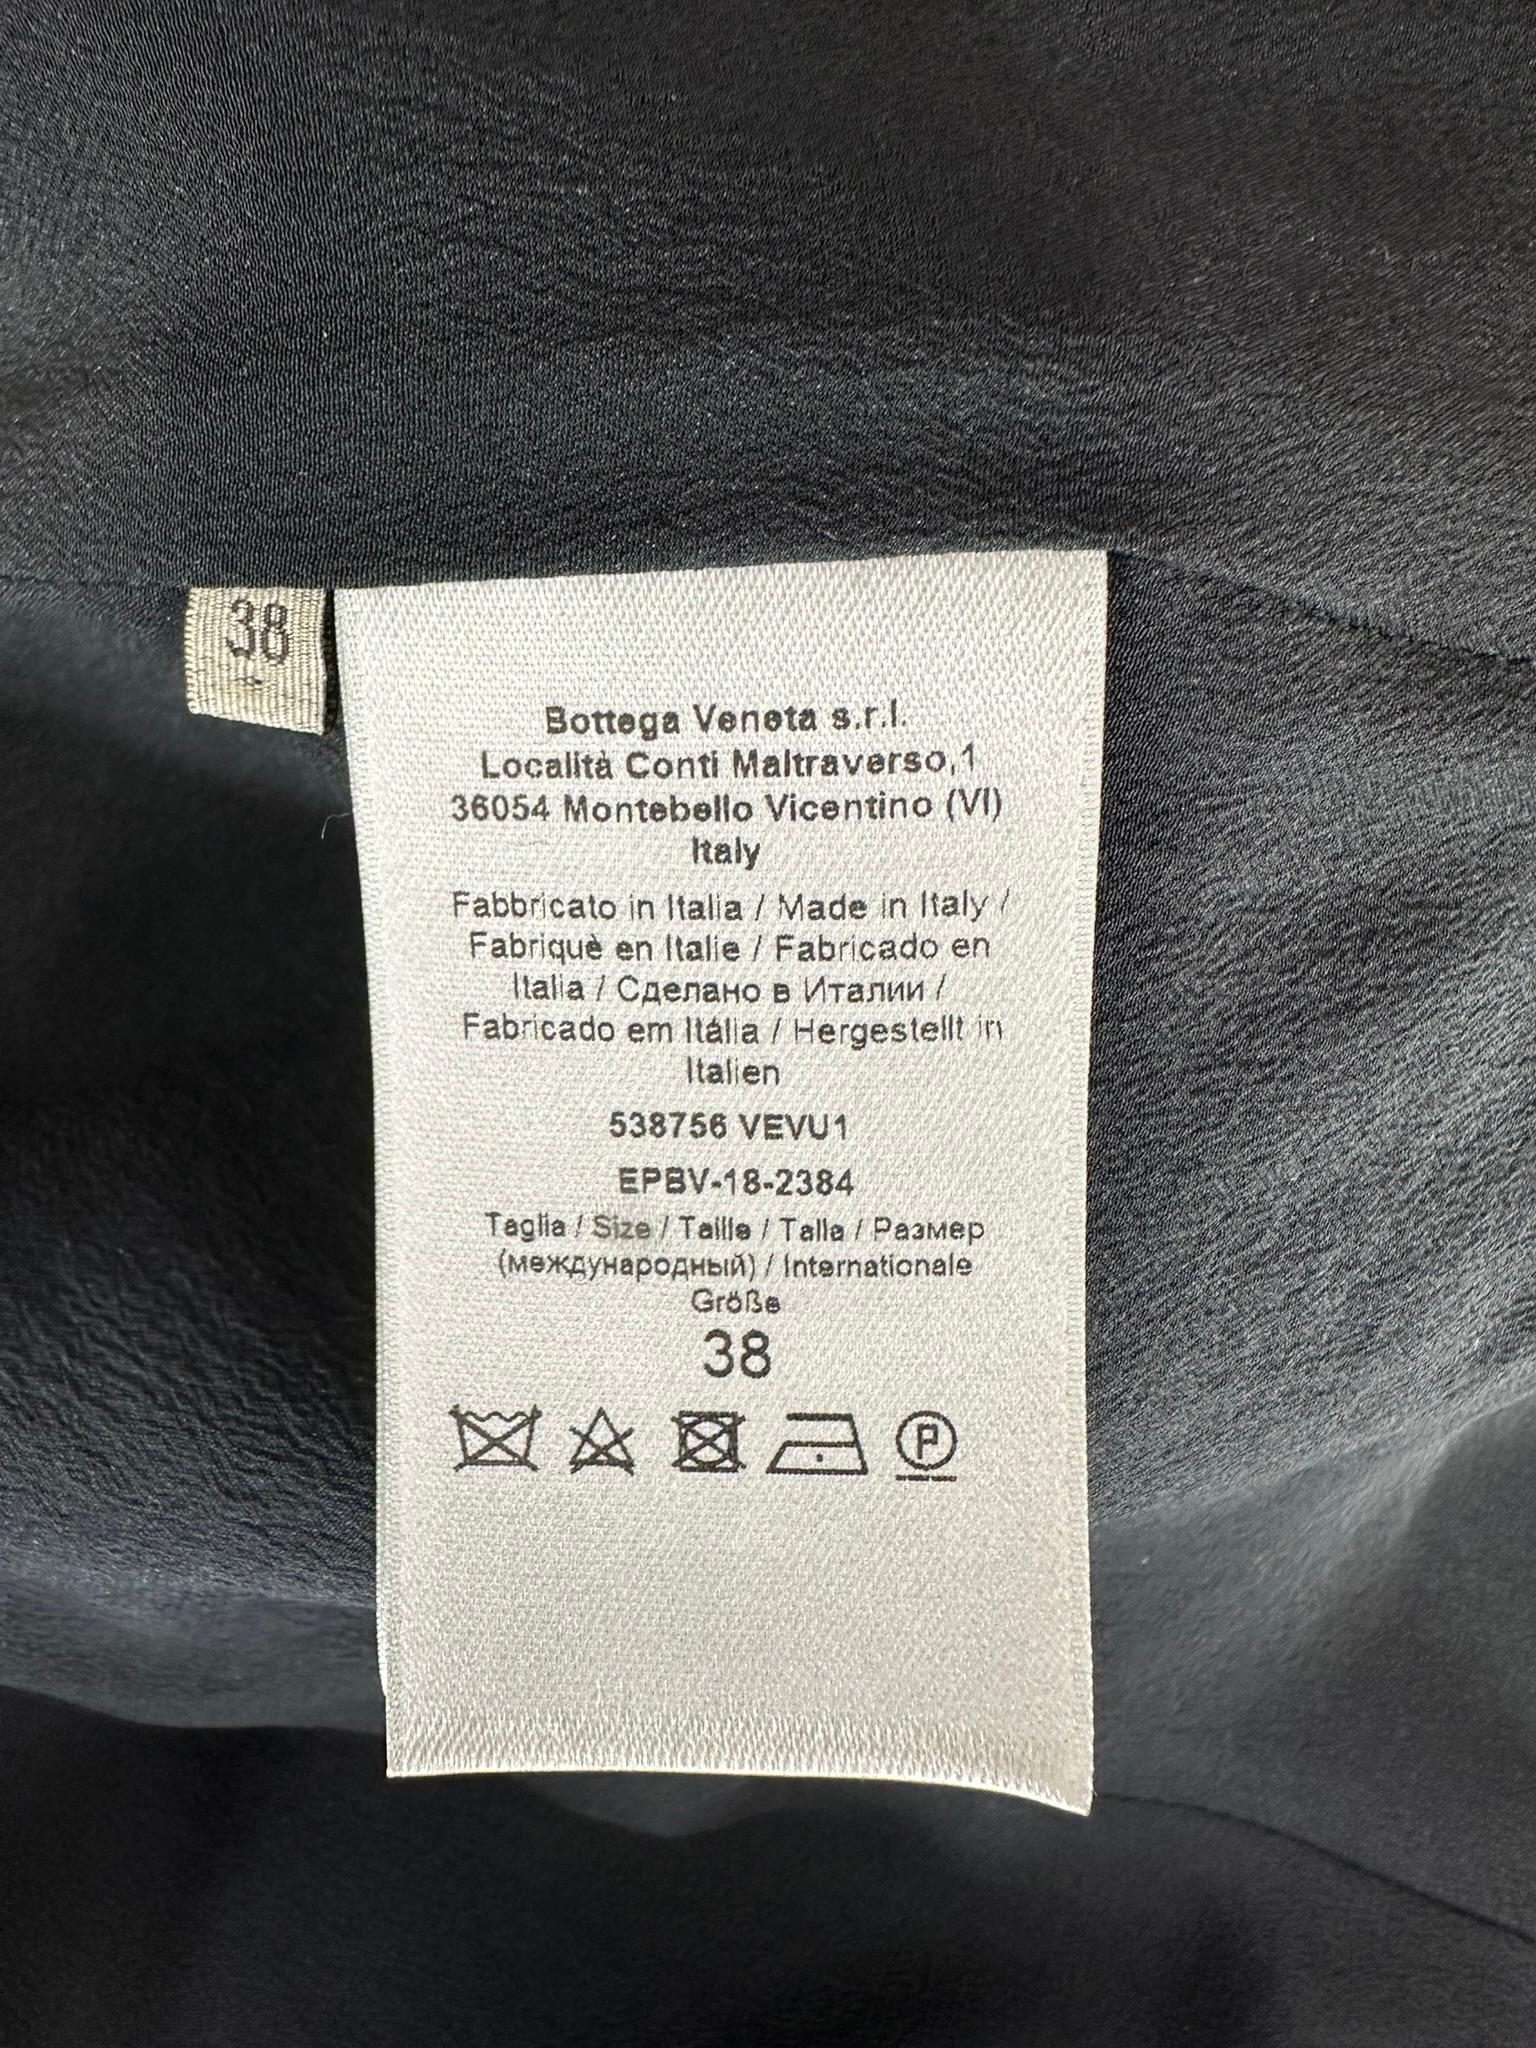 38
Bottega Veneta s.r.l.
Località Conti Maltraverso,1
36054 Montebello Vicentino (VI)
Italy
Fabbricato in Italia / Made in Italy /
Fabriquè en Italie / Fabricado en
Italia / Сделано в Италии /
Fabricado em Itália / Hergestellt in
Italien
538756 VEVU1
EPBV-18-2384
Taglia / Size / Taille / Talla / Размер
(международный) / Internationale
Größe
38
P